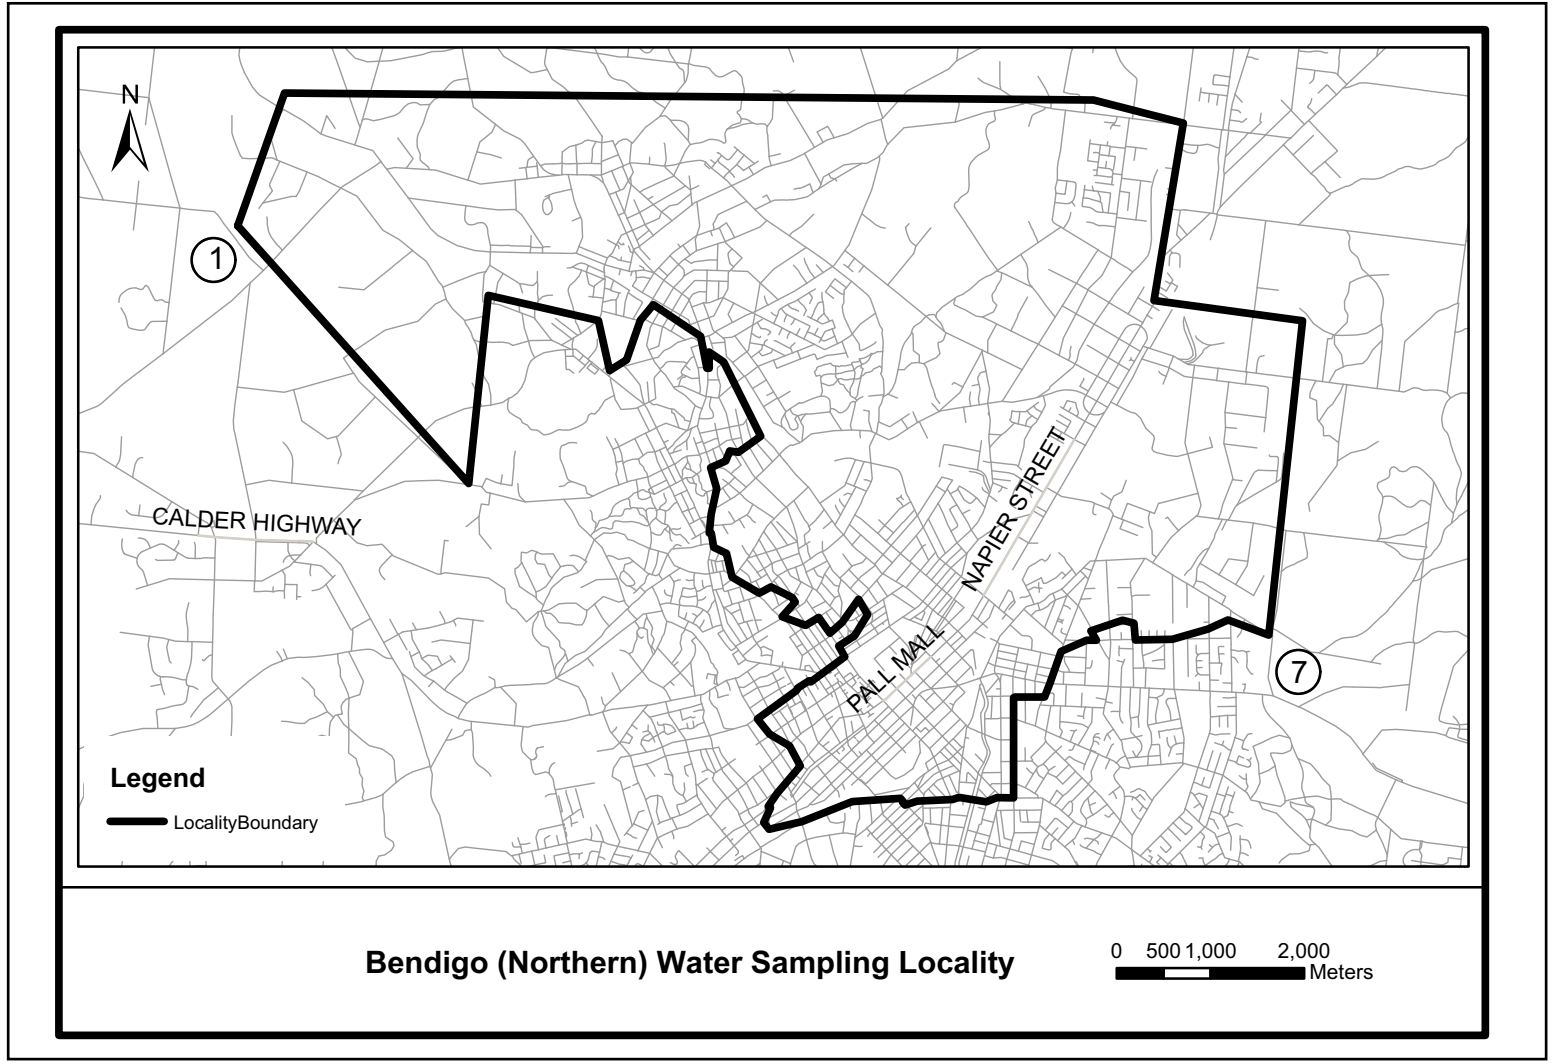 N
1
NAPIER STREET
CALDER HIGHWAY
PALL MALL
7
Legend
LocalityBoundary
Bendigo (Northern) Water Sampling Locality
0 500 1,000 2,000
Meters